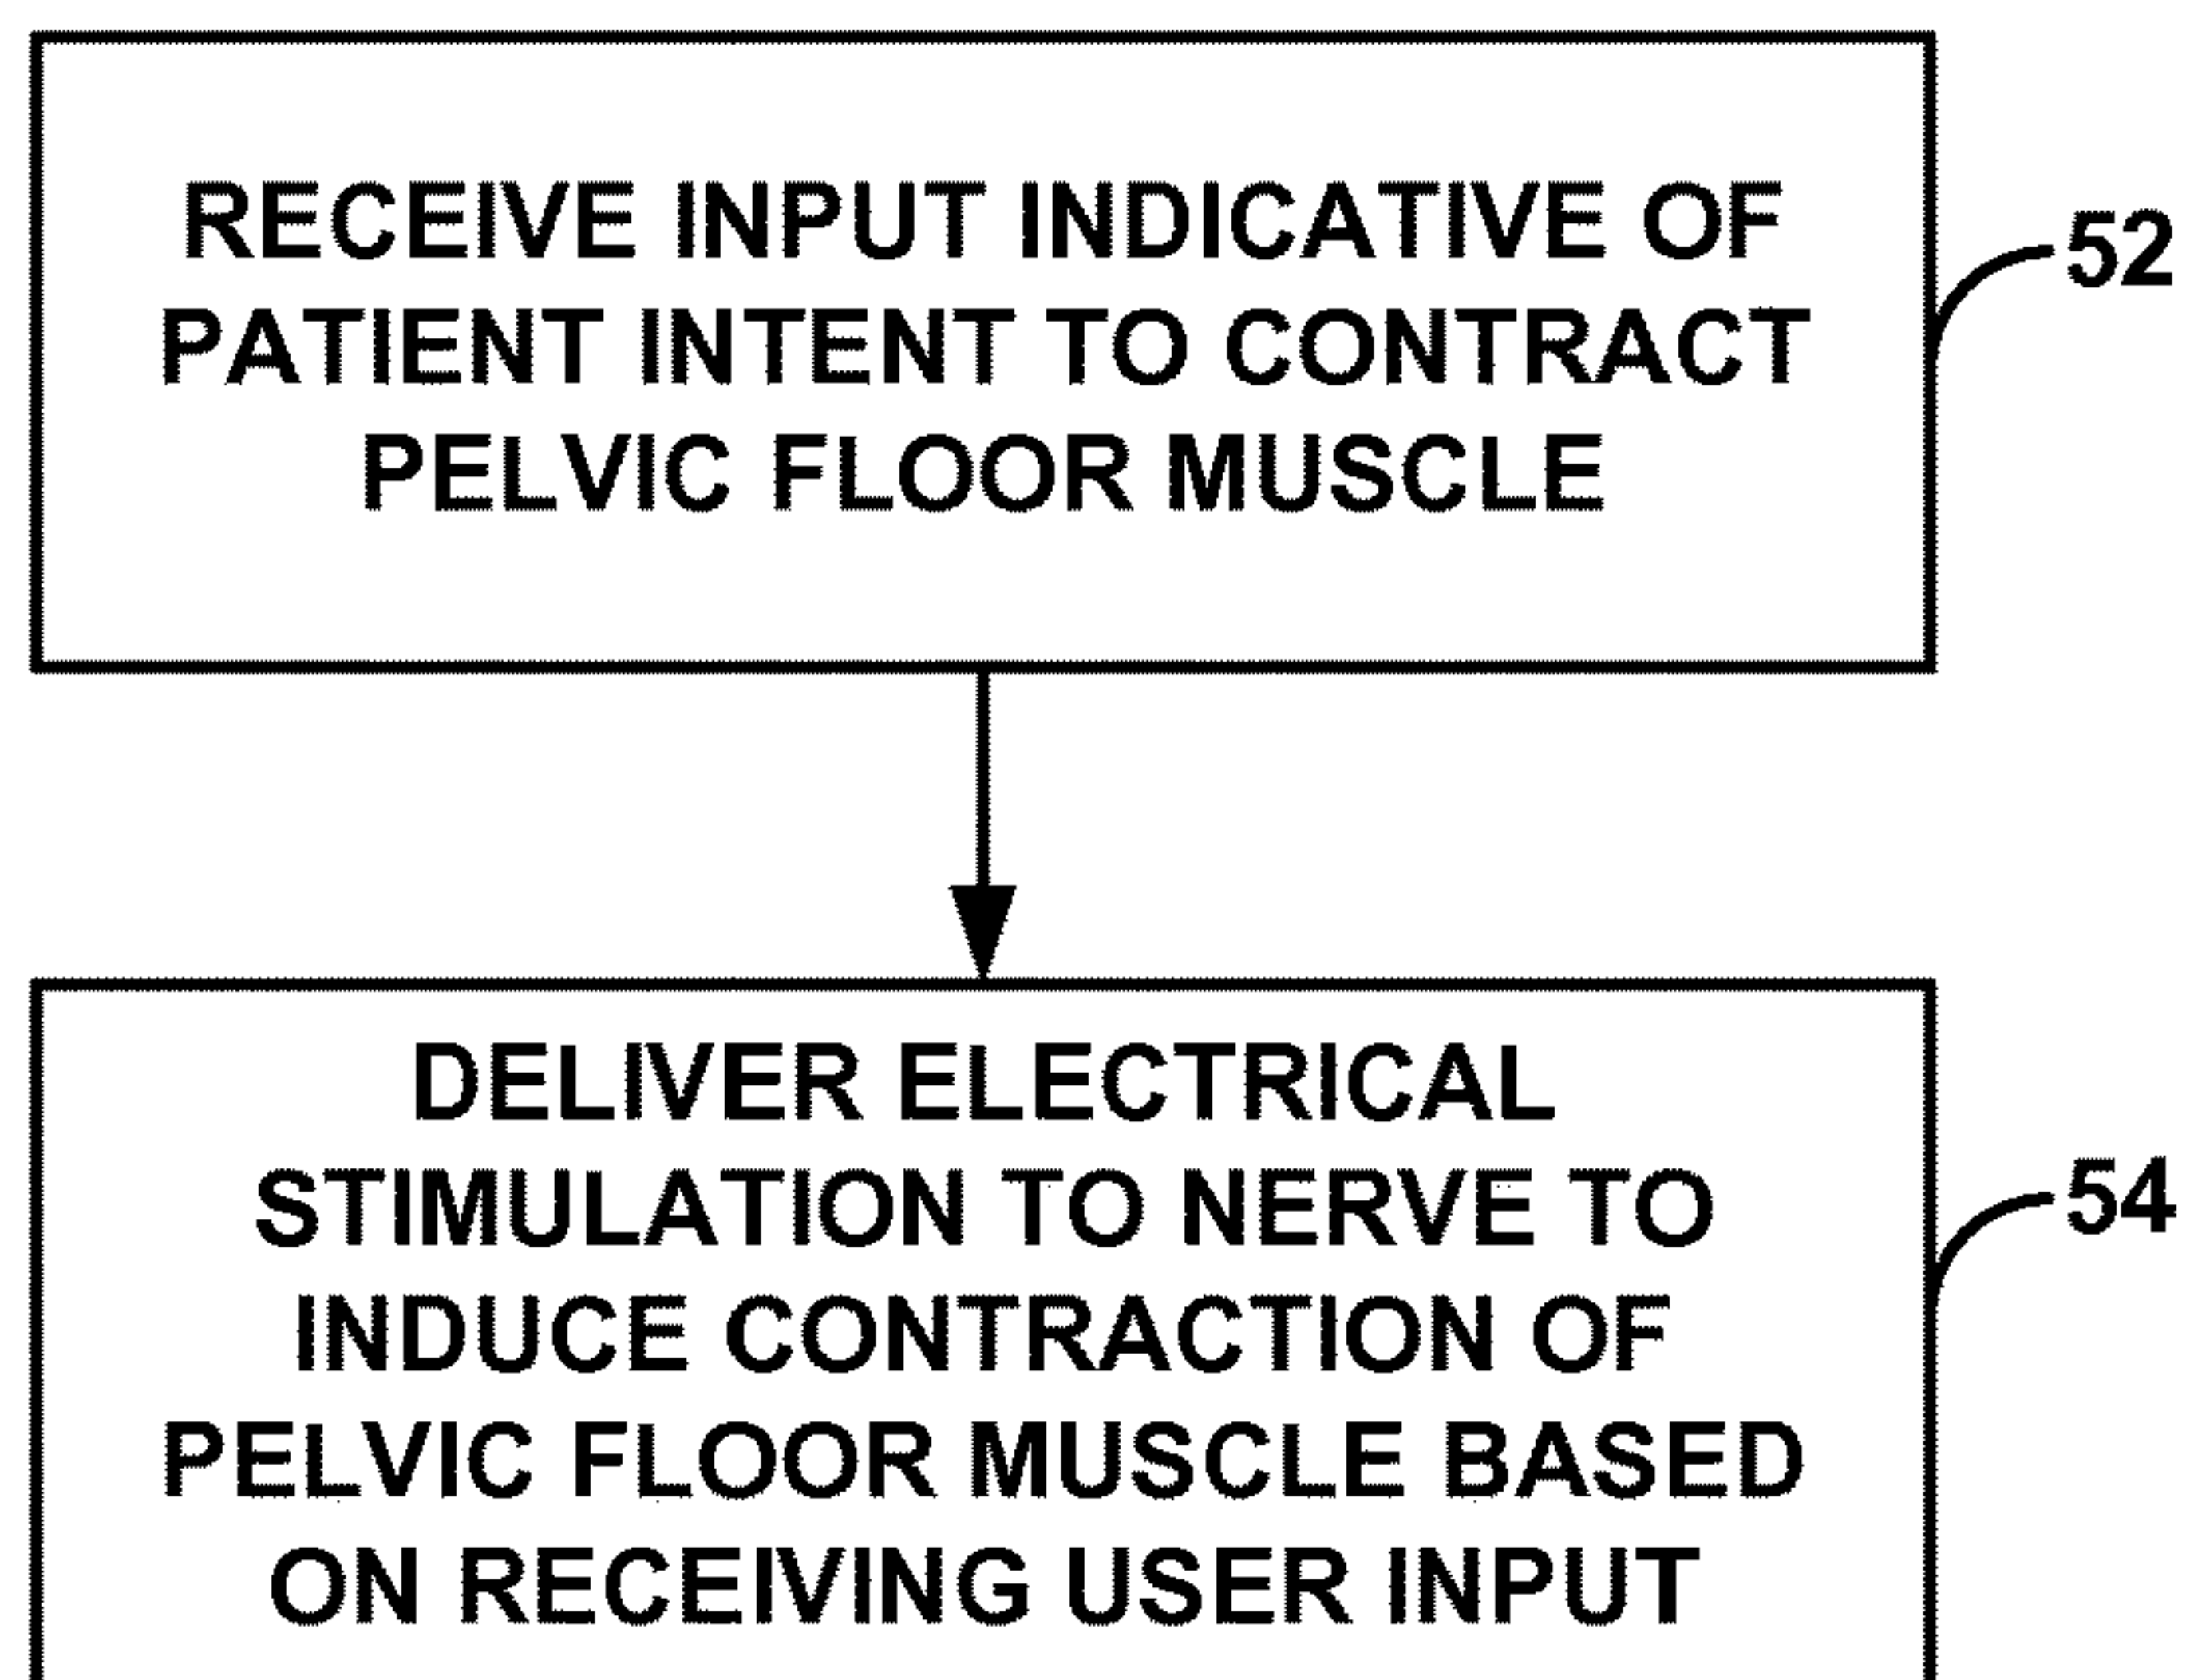 RECEIVE INPUT INDICATIVE OF
PATIENT INTENT TO CONTRACT
PELVIC FLOOR MUSCLE
52
DELIVER ELECTRICAL
STIMULATION TO NERVE TO
INDUCE CONTRACTION OF
PELVIC FLOOR MUSCLE BASED
ON RECEIVING USER INPUT
54